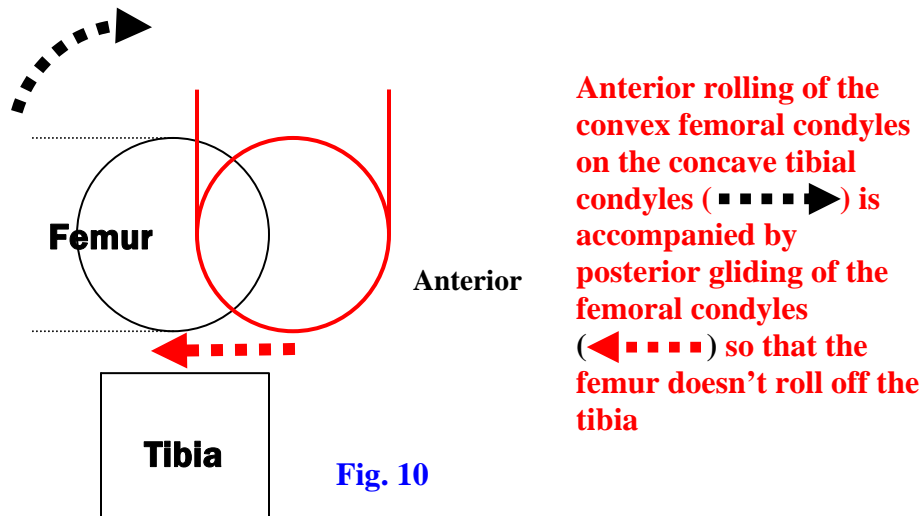 Femur
Anterior
Tibia
Fig. 10
Anterior rolling of the
convex femoral condyles
on the concave tibial
condyles ( ) is
accompanied by
posterior gliding of the
femoral condyles
( ) so that the
femur doesn’t roll off the
tibia